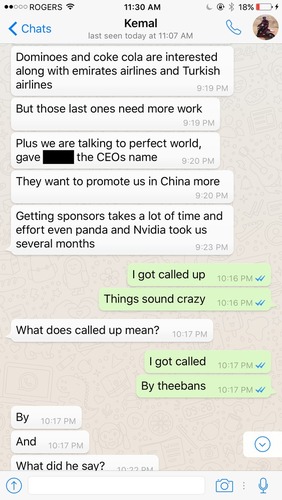 ROGERS
11:30 AM
18%
Chats
Kemal
last seen today at 11:07 AM
Dominoes and coke cola are interested
along with emirates airlines and Turkish
airlines
9:19 PM
But those last ones need more work
9:19 PM
Plus we are talking to perfect world,
gave the CEOs name
9:20 PM
They want to promote us in China more
9:20 PM
Getting sponsors takes a lot of time and
effort even panda and Nvidia took us
several months
9:23 PM
I got called up
10:16 PM
Things sound crazy
10:16 PM
What does called up mean?
10:17 PM
I got called
10:17 PM
By theebans
10:17 PM
By
10:17 PM
And
10:17 PM
What did he say?
10:22 PM